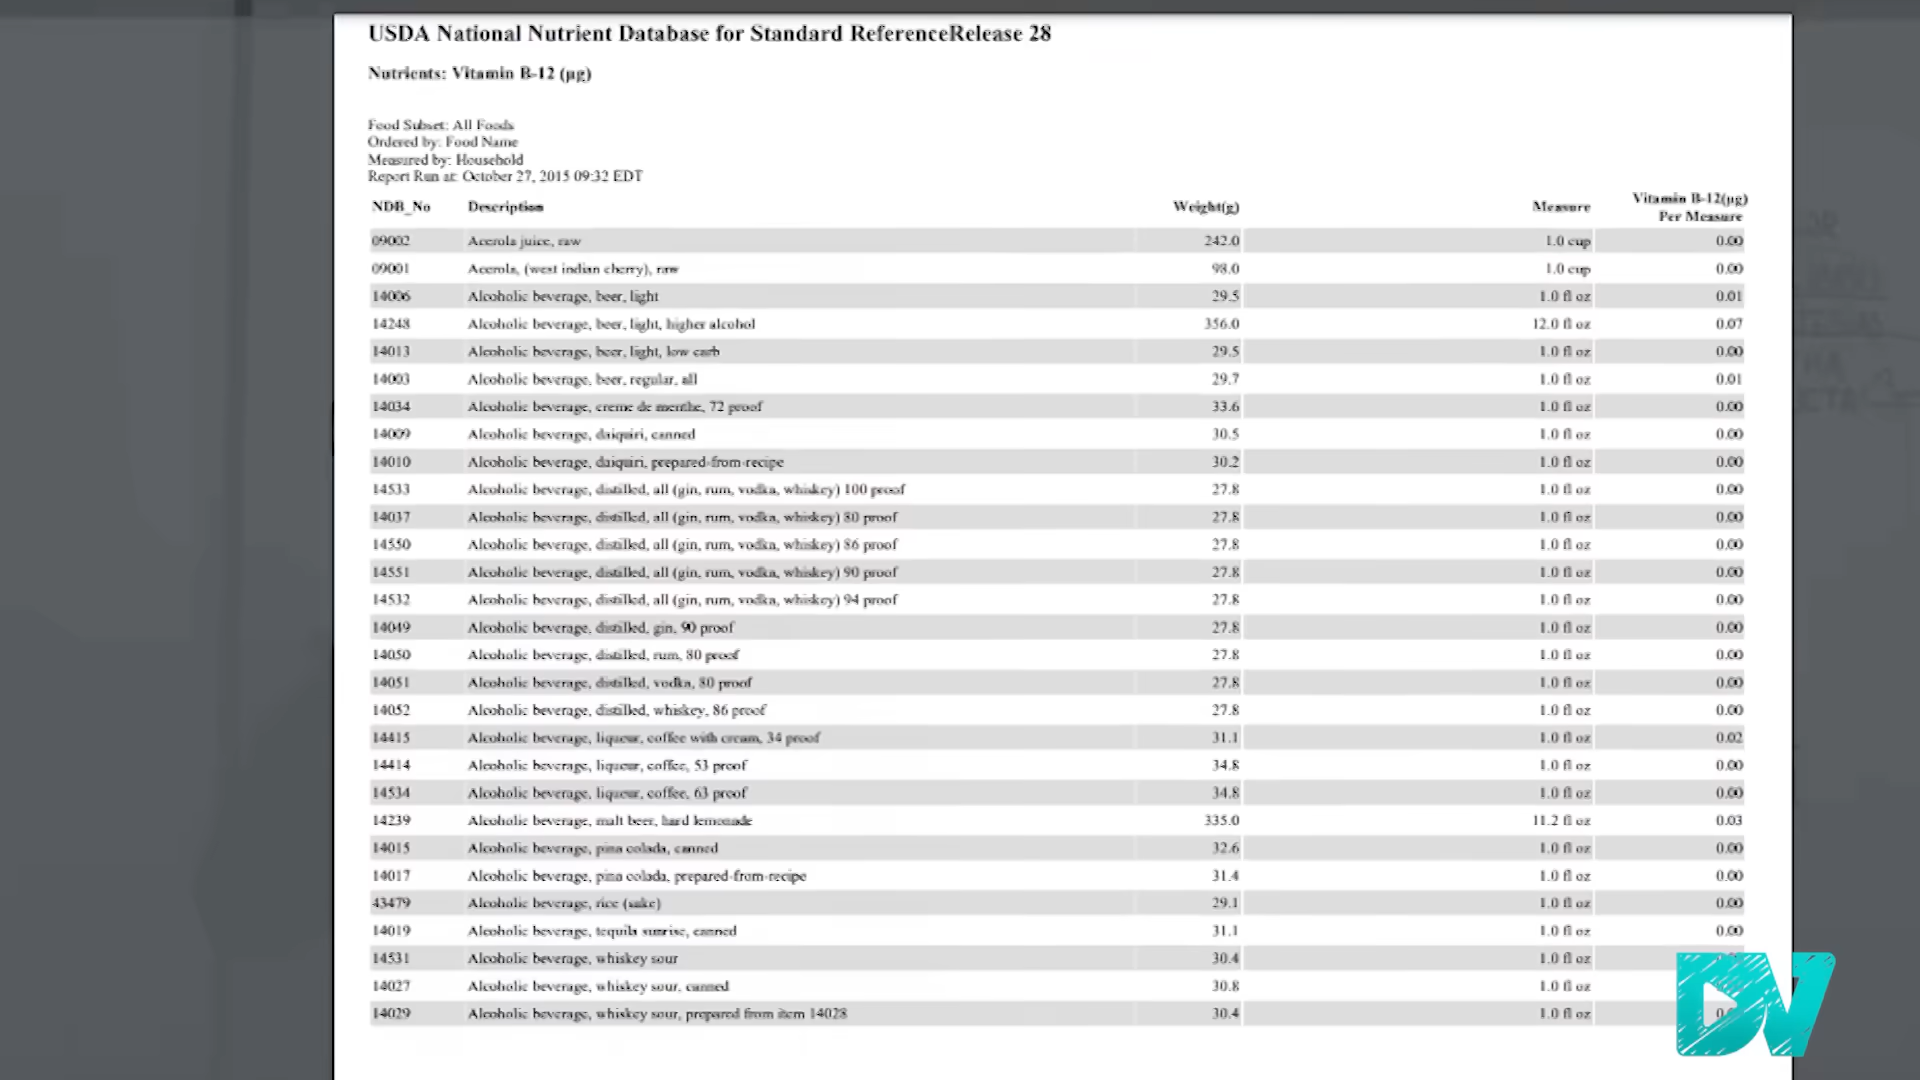 USDA National Nutrient Database for Standard ReferenceRelease 28
Nutrients: Vitamin B-12 (µg)
Food Subset: All Foods
Ordered by: Food Name
Measured by: Household
Report Run at: October 27, 2015 09:32 EDT
NDB_No Description Weight(g) Measure Vitamin B-12(µg) Per Measure
09002 Acerola juice, raw 242.0 1.0 cup 0.00
09001 Acerola, (west indian cherry), raw 98.0 1.0 cup 0.00
14006 Alcoholic beverage, beer, light 29.5 1.0 fl oz 0.01
14248 Alcoholic beverage, beer, light, higher alcohol 356.0 12.0 fl oz 0.07
14013 Alcoholic beverage, beer, light, low carb 29.5 1.0 fl oz 0.00
14003 Alcoholic beverage, beer, regular, all 29.7 1.0 fl oz 0.01
14034 Alcoholic beverage, creme de menthe, 72 proof 33.6 1.0 fl oz 0.00
14009 Alcoholic beverage, daiquiri, canned 30.5 1.0 fl oz 0.00
14010 Alcoholic beverage, daiquiri, prepared-from-recipe 30.2 1.0 fl oz 0.00
14533 Alcoholic beverage, distilled, all (gin, rum, vodka, whiskey) 100 proof 27.8 1.0 fl oz 0.00
14037 Alcoholic beverage, distilled, all (gin, rum, vodka, whiskey) 80 proof 27.8 1.0 fl oz 0.00
14550 Alcoholic beverage, distilled, all (gin, rum, vodka, whiskey) 86 proof 27.8 1.0 fl oz 0.00
14551 Alcoholic beverage, distilled, all (gin, rum, vodka, whiskey) 90 proof 27.8 1.0 fl oz 0.00
14532 Alcoholic beverage, distilled, all (gin, rum, vodka, whiskey) 94 proof 27.8 1.0 fl oz 0.00
14049 Alcoholic beverage, distilled, gin, 90 proof 27.8 1.0 fl oz 0.00
14050 Alcoholic beverage, distilled, rum, 80 proof 27.8 1.0 fl oz 0.00
14051 Alcoholic beverage, distilled, vodka, 80 proof 27.8 1.0 fl oz 0.00
14052 Alcoholic beverage, distilled, whiskey, 86 proof 27.8 1.0 fl oz 0.00
14415 Alcoholic beverage, liqueur, coffee with cream, 34 proof 31.1 1.0 fl oz 0.02
14414 Alcoholic beverage, liqueur, coffee, 53 proof 34.8 1.0 fl oz 0.00
14534 Alcoholic beverage, liqueur, coffee, 63 proof 34.8 1.0 fl oz 0.00
14239 Alcoholic beverage, malt beer, hard lemonade 335.0 11.2 fl oz 0.03
14015 Alcoholic beverage, pina colada, canned 32.6 1.0 fl oz 0.00
14017 Alcoholic beverage, pina colada, prepared-from-recipe 31.4 1.0 fl oz 0.00
43479 Alcoholic beverage, rice (sake) 29.1 1.0 fl oz 0.00
14019 Alcoholic beverage, tequila sunrise, canned 31.1 1.0 fl oz 0.00
14531 Alcoholic beverage, whiskey sour 30.4 1.0 fl oz
14027 Alcoholic beverage, whiskey sour, canned 30.8 1.0 fl oz
14029 Alcoholic beverage, whiskey sour, prepared from item 14028 30.4 1.0 fl oz
DV